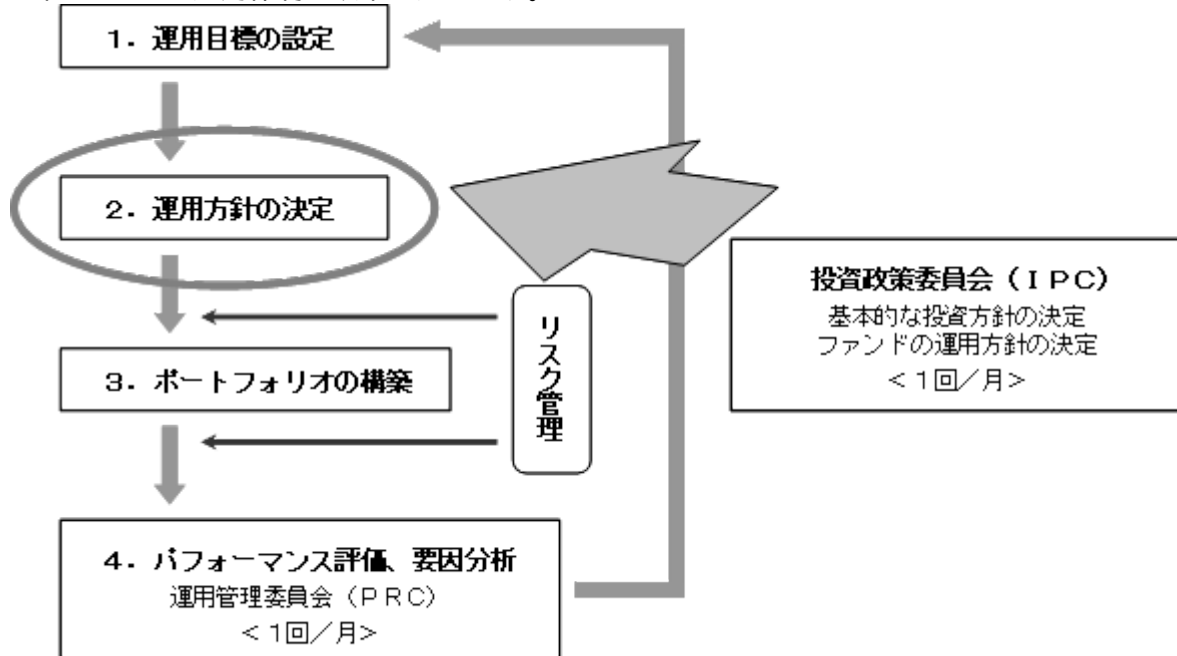 １．運用目標の設定
２．運用方針の決定
３．ポートフォリオの構築
４．パフォーマンス評価、要因分析
運用管理委員会（ＰＲＣ）
＜１回／月＞
リスク管理
投資政策委員会（ＩＰＣ）
基本的な投資方針の決定
ファンドの運用方針の決定
＜１回／月＞